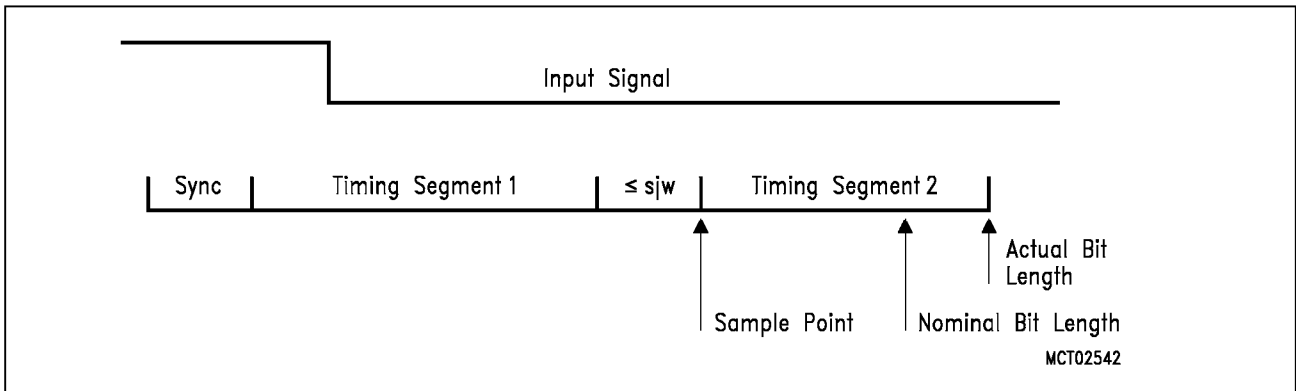 Input Signal
Sync Timing Segment 1 ≤ sjw Timing Segment 2
Actual Bit
Length
Sample Point Nominal Bit Length
MCT02542